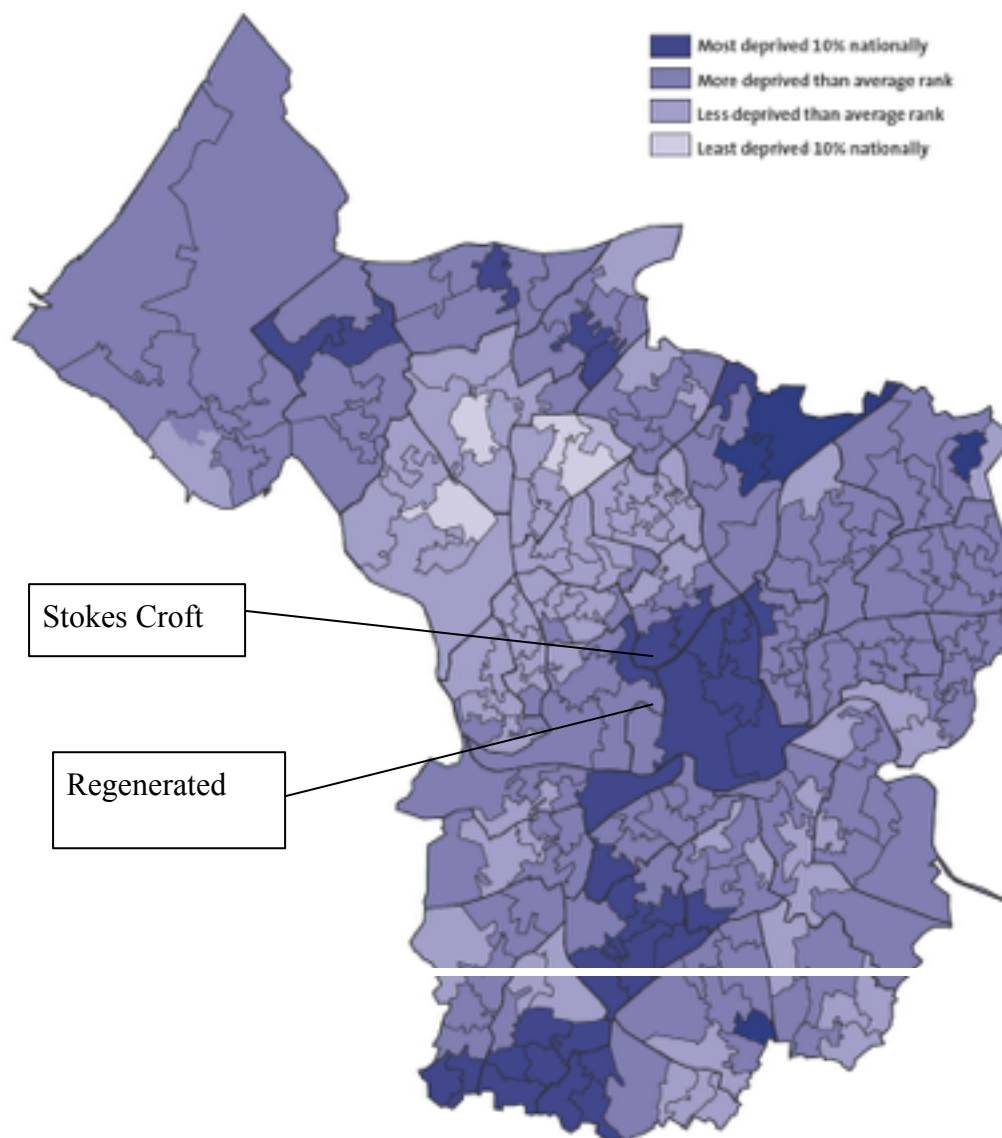 Most deprived 10% nationally
More deprived than average rank
Less deprived than average rank
Least deprived 10% nationally
Stokes Croft
Regenerated